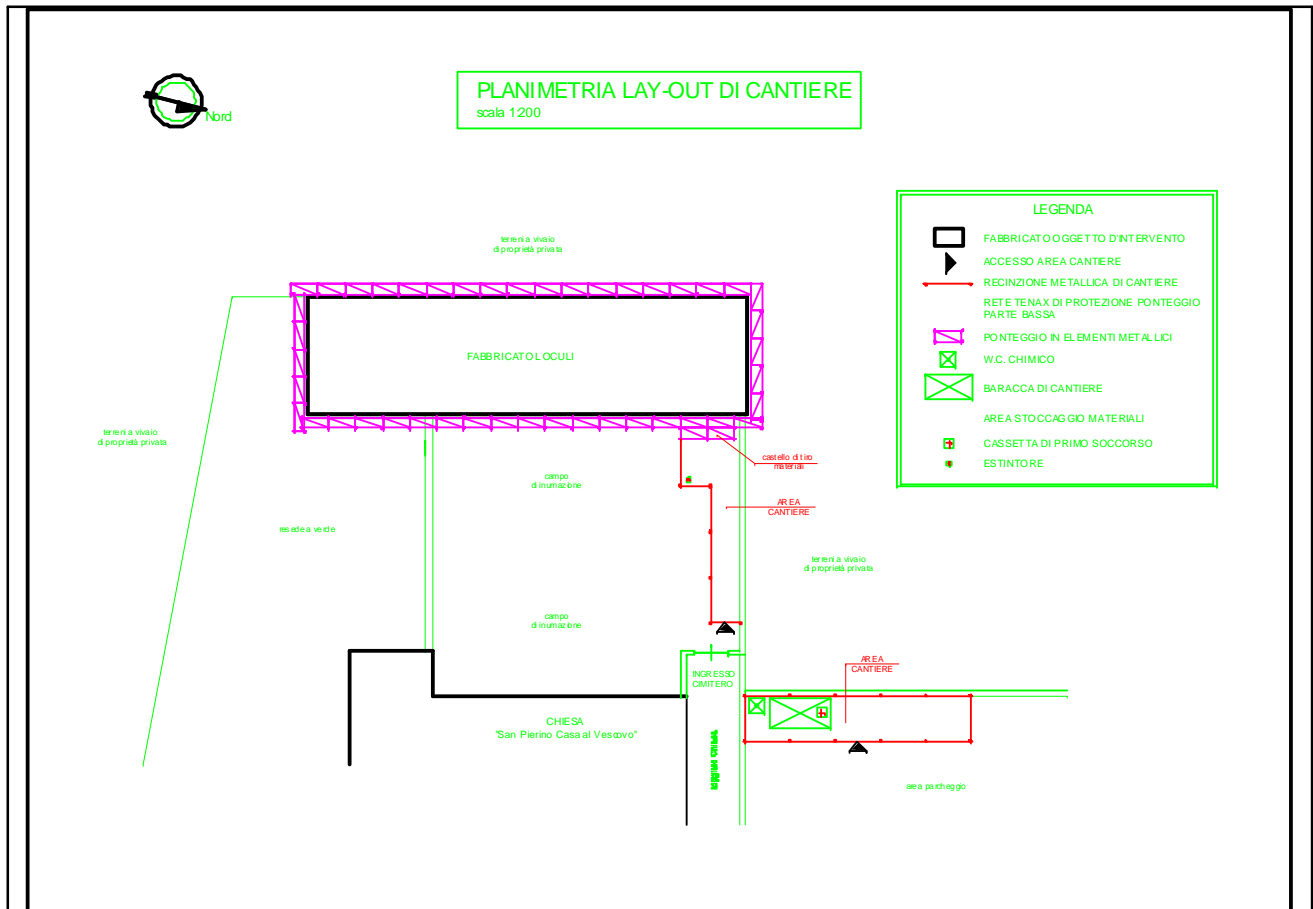 PLANIMETRIA LAY-OUT DI CANTIERE
scala 1200
Nord
LEGENDA
FABBRICATO OGGETTO D'INTERVENTO
ACCESSO AREA CANTIERE
RECINZIONE METALLICA DI CANTIERE
RETE TENAX DI PROTEZIONE PONTEGGIO
PARTE BASSA
PONTEGGIO IN ELEMENTI METALLICI
W.C. CHIMICO
BARACCA DI CANTIERE
AREA STOCCAGGIO MATERIALI
CASSETTA DI PRIMO SOCCORSO
ESTINTORE
terreni a vivaio
di proprietà privata
FABBRICATO LOCULI
terreni a vivaio
di proprietà privata
castello di tiro
materiali
campo
di inumazione
AREA
CANTIERE
resede a verde
terreni a vivaio
di proprietà privata
campo
di inumazione
AREA
CANTIERE
INGRESSO
CIMITERO
CHIESA
"San Pierino Casa al Vescovo"
area parcheggio